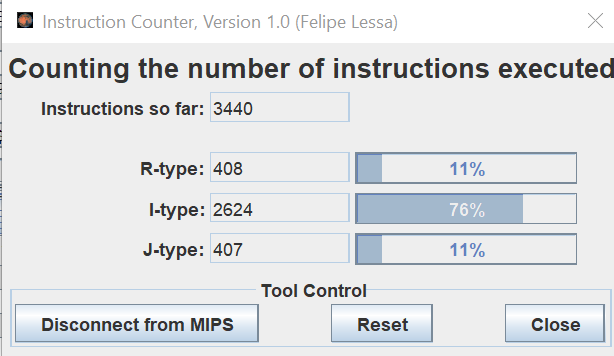 Instruction Counter, Version 1.0 (Felipe Lessa)
Counting the number of instructions executed
Instructions so far: 3440
R-type: 408 11%
I-type: 2624 76%
J-type: 407 11%
Tool Control
Disconnect from MIPS Reset Close